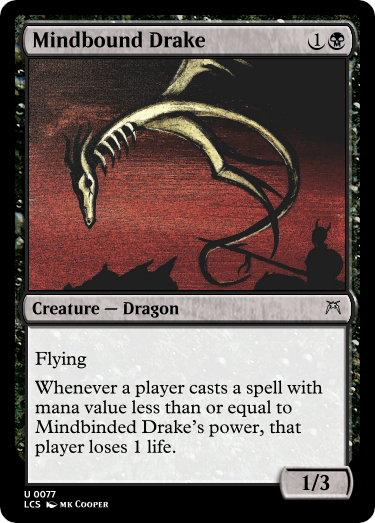 Mindbound Drake 1
Creature — Dragon
Flying
Whenever a player casts a spell with
mana value less than or equal to
Mindbinded Drake's power, that
player loses 1 life.
1/3
U 0077
LCS MK COOPER